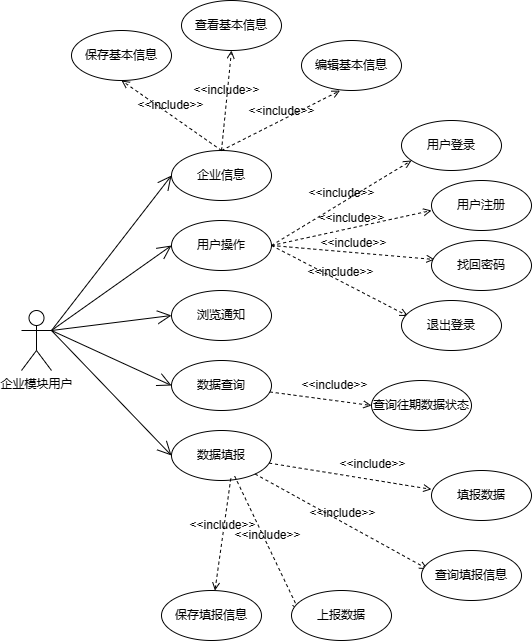 查看基本信息
保存基本信息
编辑基本信息
<<include>>
<<include>>
<<include>>
企业信息
用户登录
<<include>>
用户注册
<<include>>
用户操作
<<include>>
找回密码
<<include>>
浏览通知
退出登录
企业模块用户
数据查询
<<include>>
查询往期数据状态
数据填报
<<include>>
填报数据
<<include>>
<<include>>
<<include>>
查询填报信息
保存填报信息
上报数据